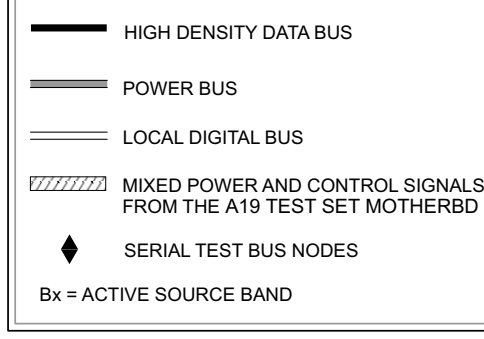 HIGH DENSITY DATA BUS
POWER BUS
LOCAL DIGITAL BUS
MIXED POWER AND CONTROL SIGNALS
FROM THE A19 TEST SET MOTHERBD
SERIAL TEST BUS NODES
Bx = ACTIVE SOURCE BAND